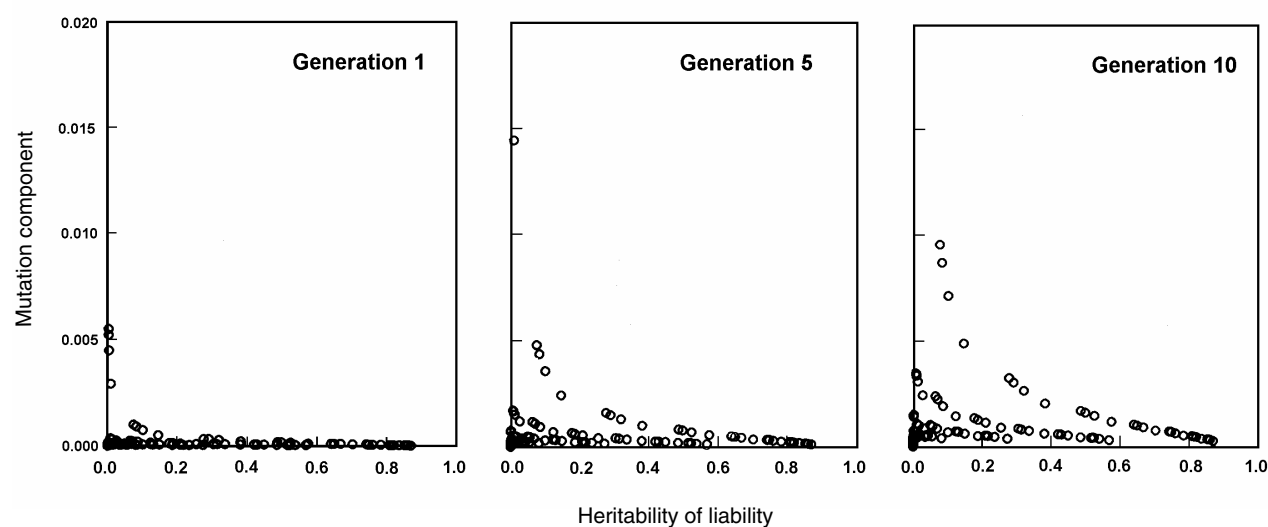 Generation 1
Generation 5
Generation 10
Mutation component
0.020
0.015
0.010
0.005
0.000
0.0 0.2 0.4 0.6 0.8 1.0
0.0 0.2 0.4 0.6 0.8 1.0
0.0 0.2 0.4 0.6 0.8 1.0
Heritability of liability